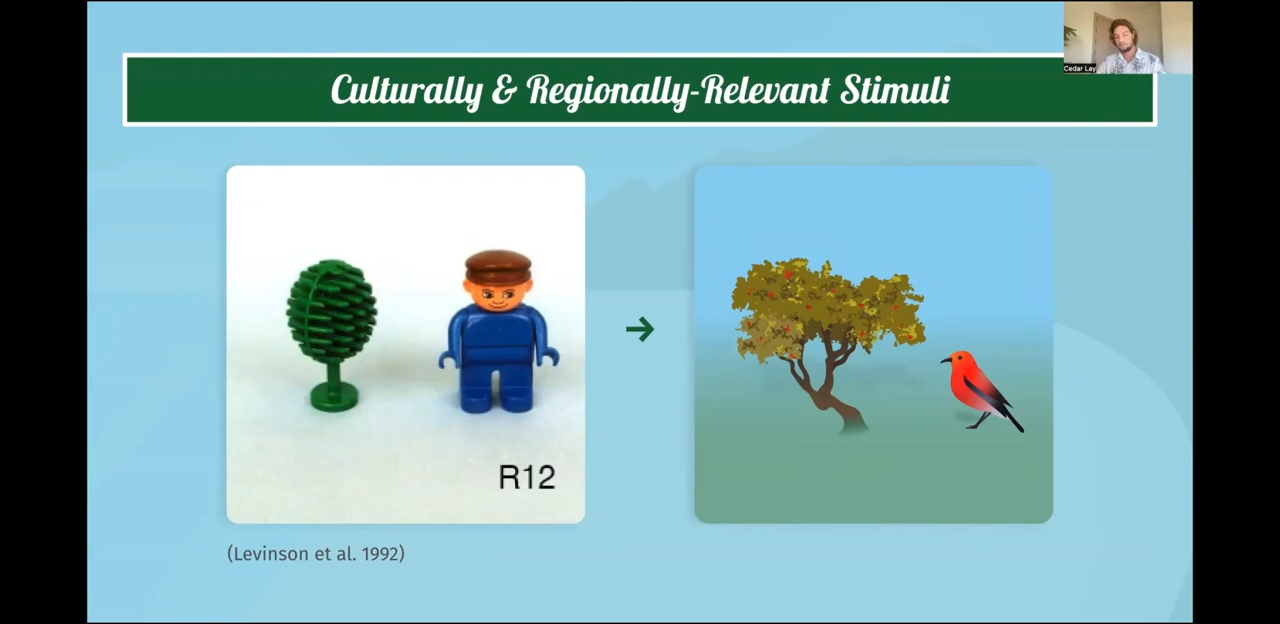 Culturally & Regionally-Relevant Stimuli
Cedar Lay
R12
(Levinson et al. 1992)